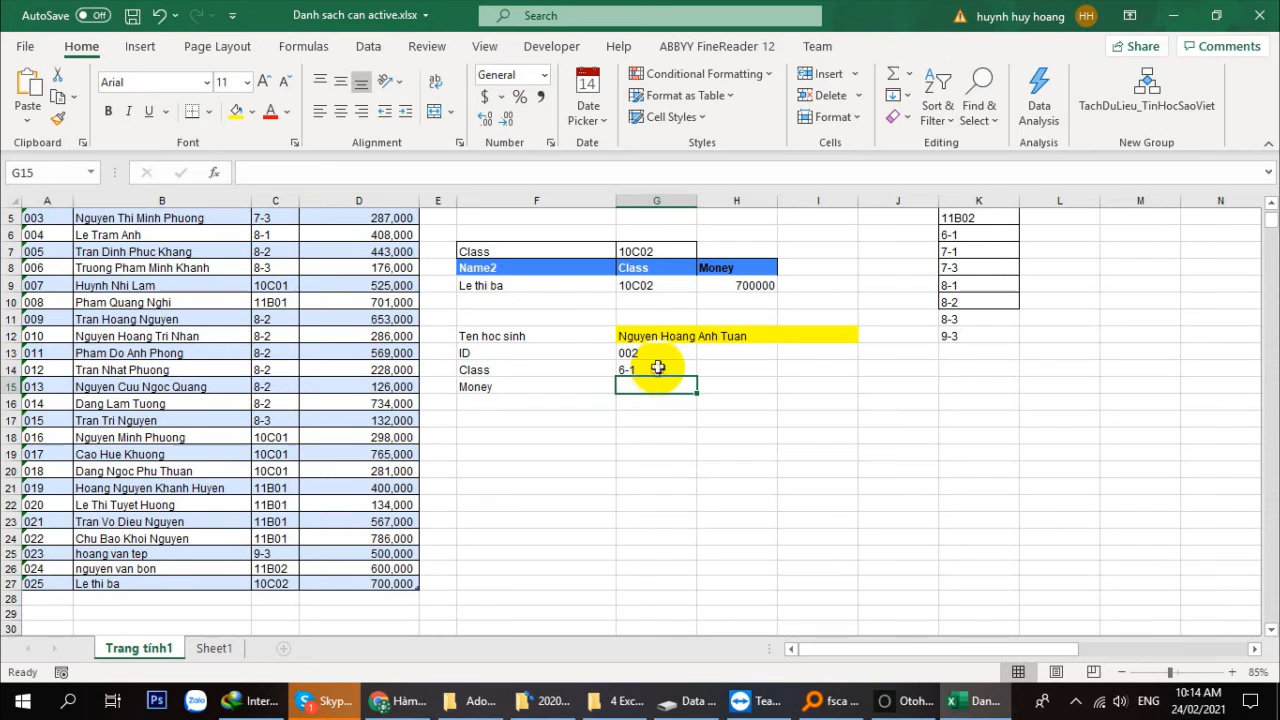 AutoSave Off Danh sach can active.xlsx Search huynh huy hoang HH
File Home Insert Page Layout Formulas Data Review View Developer Help ABBYY FineReader 12 Team Share Comments
Arial 11 General Conditional Formatting Insert
Format as Table Delete
Cell Styles Format
Paste Date Picker Sort & Filter Find & Select Data Analysis TachDuLieu_TinHocSaoViet
Clipboard Font Alignment Number Date Styles Cells Editing Analysis New Group
G15 fx
A B C D E F G H I J K L M N
5 003 Nguyen Thi Minh Phuong 7-3 287,000 11B02
6 004 Le Tram Anh 8-1 408,000 6-1
7 005 Tran Dinh Phuc Khang 8-2 443,000 Class 10C02 7-1
8 006 Truong Pham Minh Khanh 8-3 176,000 Name2 Class Money 7-3
9 007 Huynh Nhi Lam 10C01 525,000 Le thi ba 10C02 700000 8-1
10 008 Pham Quang Nghi 11B01 701,000 8-2
11 009 Tran Hoang Nguyen 8-2 653,000 8-3
12 010 Nguyen Hoang Tri Nhan 8-2 286,000 Ten hoc sinh Nguyen Hoang Anh Tuan 9-3
13 011 Pham Do Anh Phong 8-2 569,000 ID 002
14 012 Tran Nhat Phuong 8-2 228,000 Class 6-1
15 013 Nguyen Cuu Ngoc Quang 8-2 126,000 Money
16 014 Dang Lam Tuong 8-2 734,000
17 015 Tran Tri Nguyen 8-3 132,000
18 016 Nguyen Minh Phuong 10C01 298,000
19 017 Cao Hue Khuong 10C01 765,000
20 018 Dang Ngoc Phu Thuan 10C01 281,000
21 019 Hoang Nguyen Khanh Huyen 11B01 400,000
22 020 Le Thi Tuyet Huong 11B01 134,000
23 021 Tran Vo Dieu Nguyen 11B01 567,000
24 022 Chu Bao Khoi Nguyen 11B01 786,000
25 023 hoang van tep 9-3 500,000
26 024 nguyen van bon 11B02 600,000
27 025 Le thi ba 10C02 700,000
28
29
30
Trang tính1 Sheet1
Ready 85%
Ps Zalo Inter... Skyp... Hàm... Ado... 2020... 4 Exc... Data ... Tea... fsca ... Otoh... Dan... ENG 10:14 AM
24/02/2021